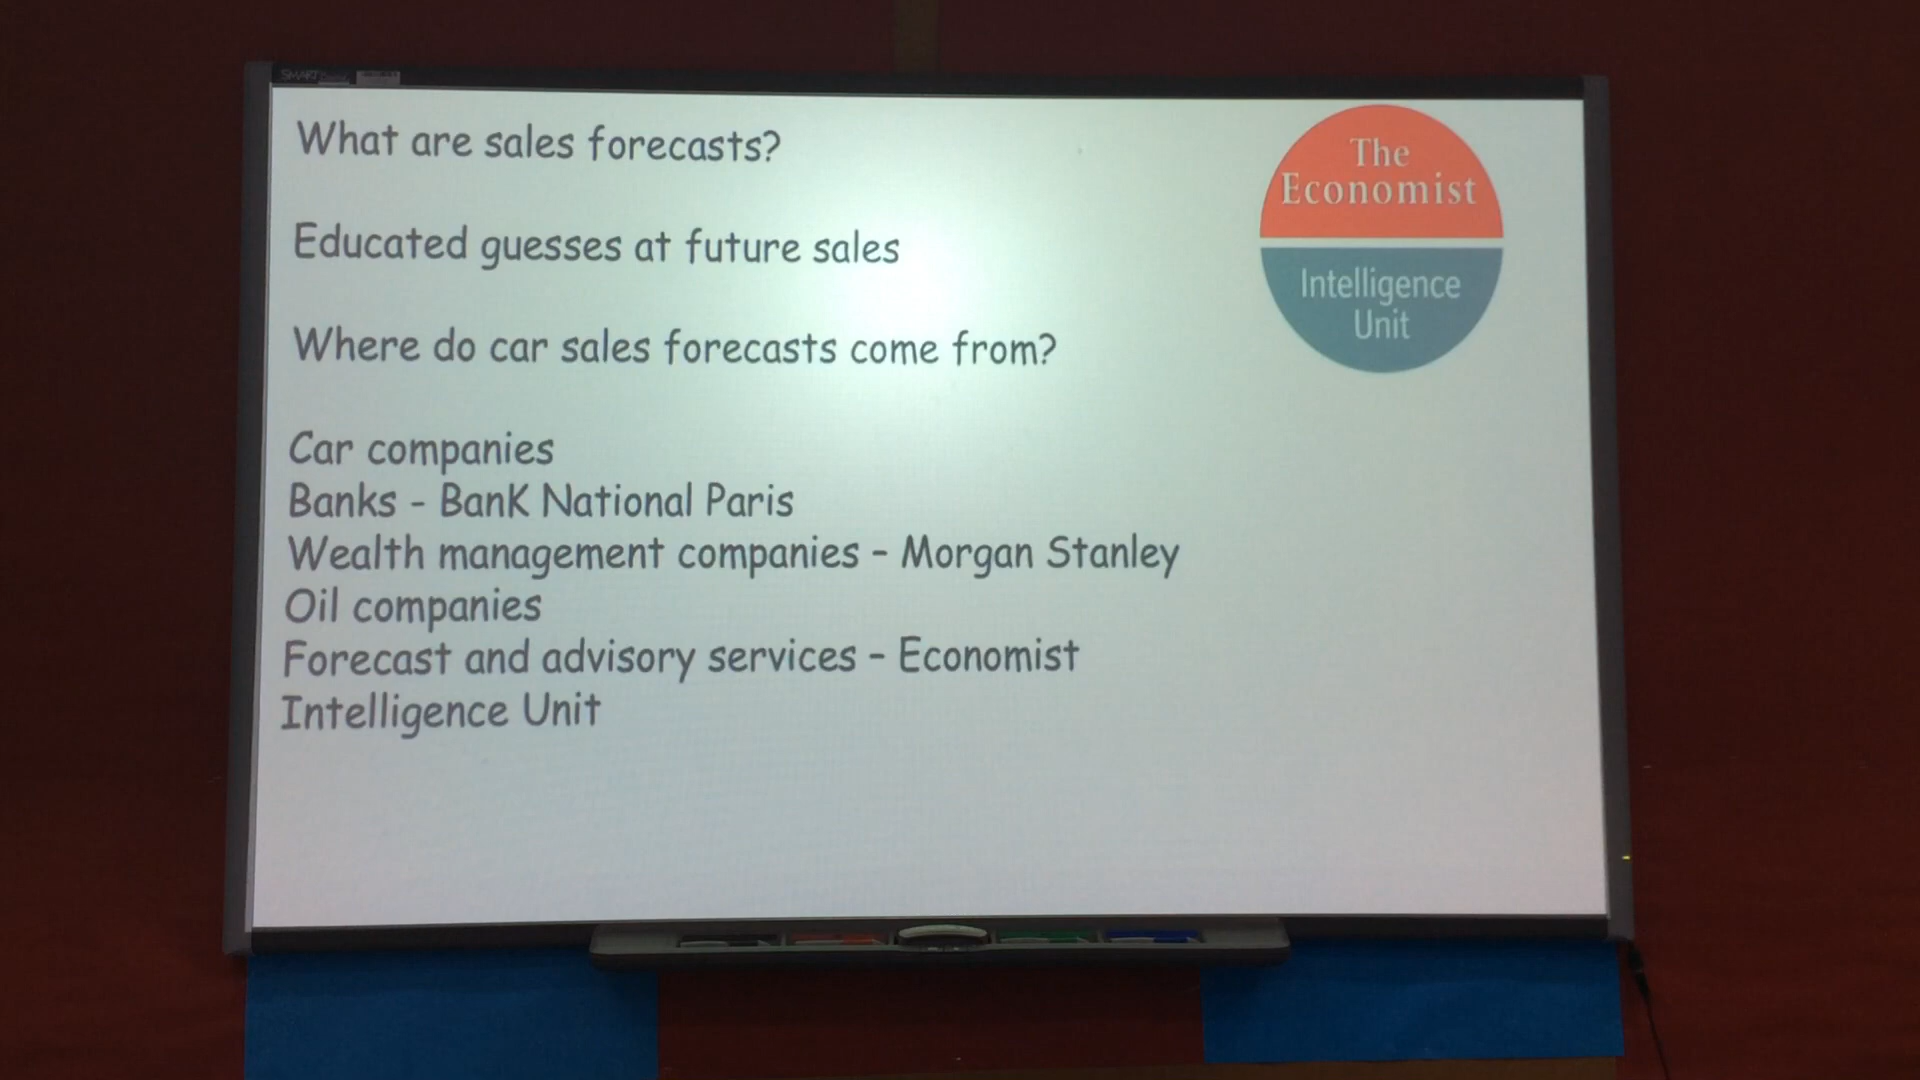 SMART
What are sales forecasts?
The
Economist
Intelligence
Unit
Educated guesses at future sales
Where do car sales forecasts come from?
Car companies
Banks - BanK National Paris
Wealth management companies - Morgan Stanley
Oil companies
Forecast and advisory services - Economist
Intelligence Unit